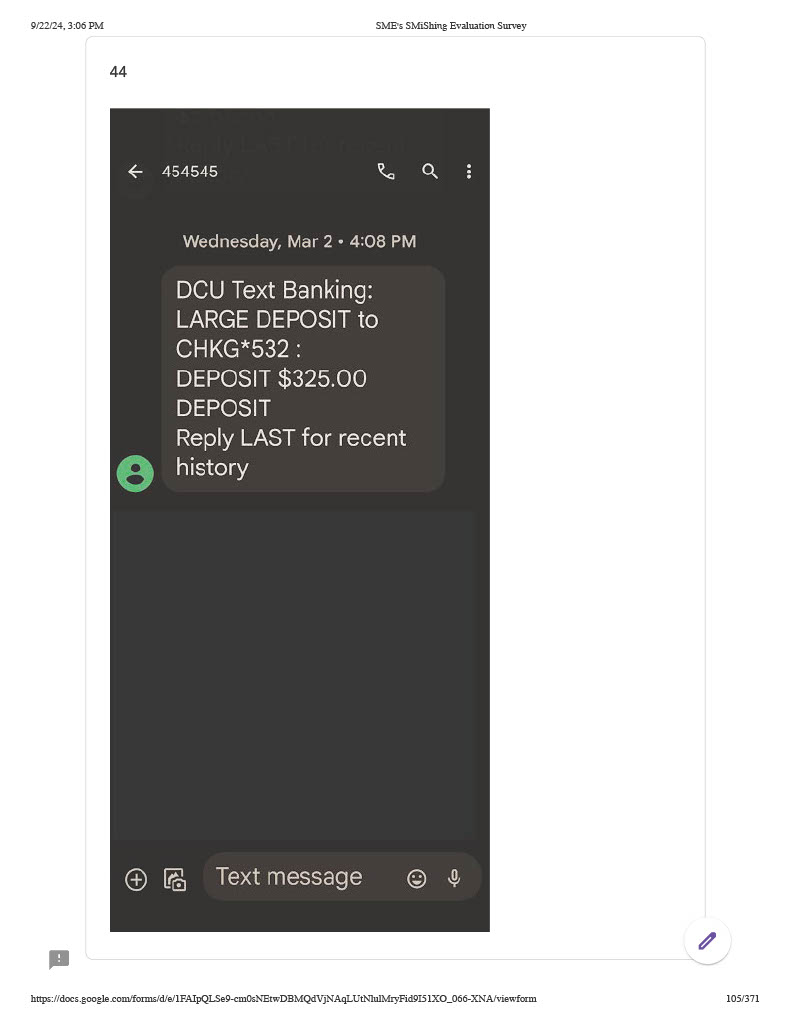 9/22/24, 3:06 PM SME's SMiShing Evaluation Survey
44
454545
Wednesday, Mar 2 • 4:08 PM
DCU Text Banking:
LARGE DEPOSIT to
CHKG*532 :
DEPOSIT $325.00
DEPOSIT
Reply LAST for recent
history
Text message
https://docs.google.com/forms/d/e/1FAIpQLSe9-cm0sNEtwDBMQdVjNAqLUtNlulMryFid9I51XO_066-XNA/viewform 105/371